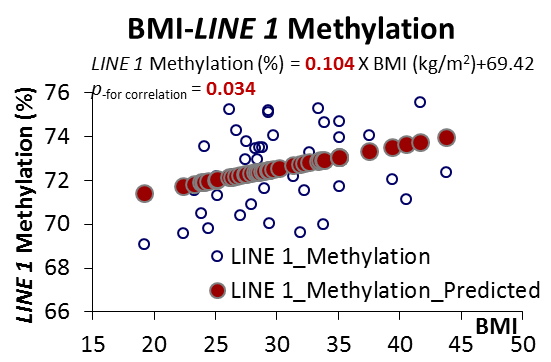 BMI-LINE 1 Methylation
LINE 1 Methylation (%) = 0.104 X BMI (kg/m²)+69.42
p-for correlation = 0.034
LINE 1 Methylation (%)
76
74
72
70
68
66
LINE 1_Methylation
LINE 1_Methylation_Predicted
BMI
15 20 25 30 35 40 45 50